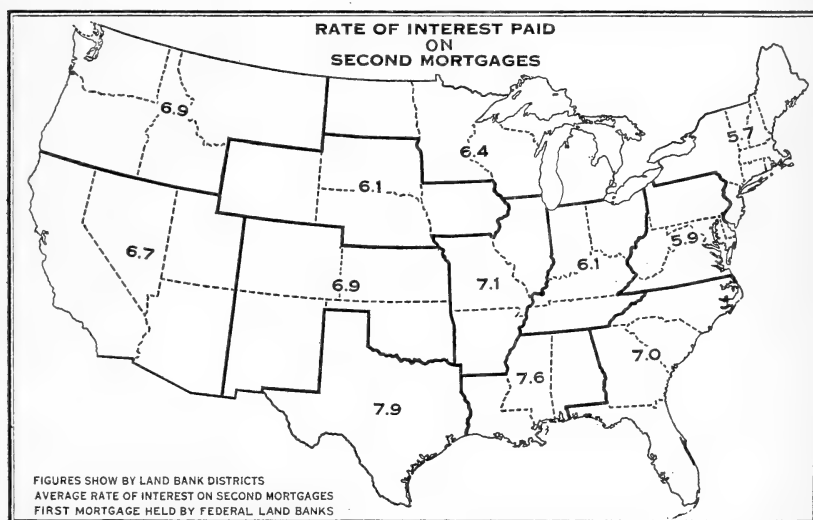 RATE OF INTEREST PAID
ON
SECOND MORTGAGES
6.9
6.4
5.7
6.1
5.9
6.7
6.9
7.1
6.1
7.0
7.6
7.9
FIGURES SHOW BY LAND BANK DISTRICTS
AVERAGE RATE OF INTEREST ON SECOND MORTGAGES
FIRST MORTGAGE HELD BY FEDERAL LAND BANKS